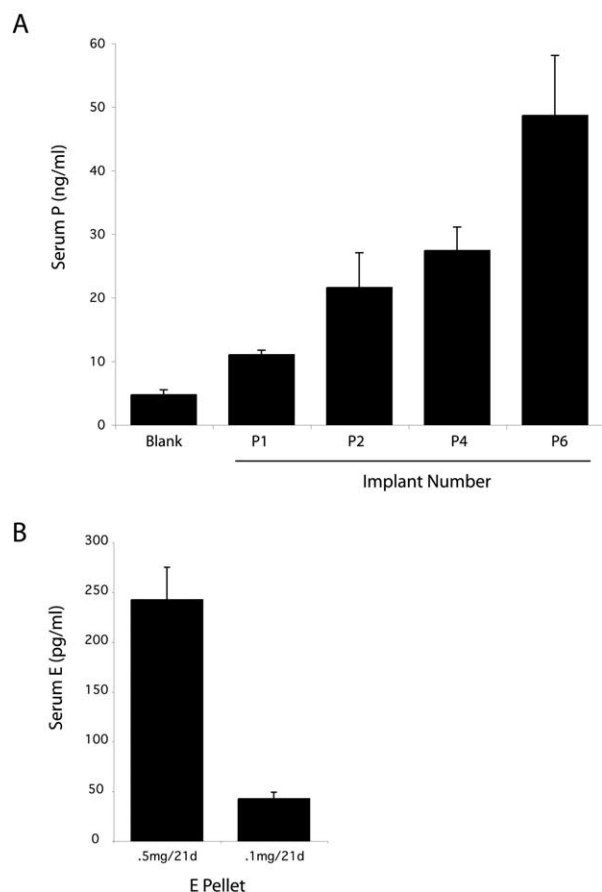 A
60
50
40
30
20
10
0
Serum P (ng/ml)
Blank P1 P2 P4 P6
Implant Number
B
300
250
200
150
100
50
0
Serum E (pg/ml)
.5mg/21d .1mg/21d
E Pellet